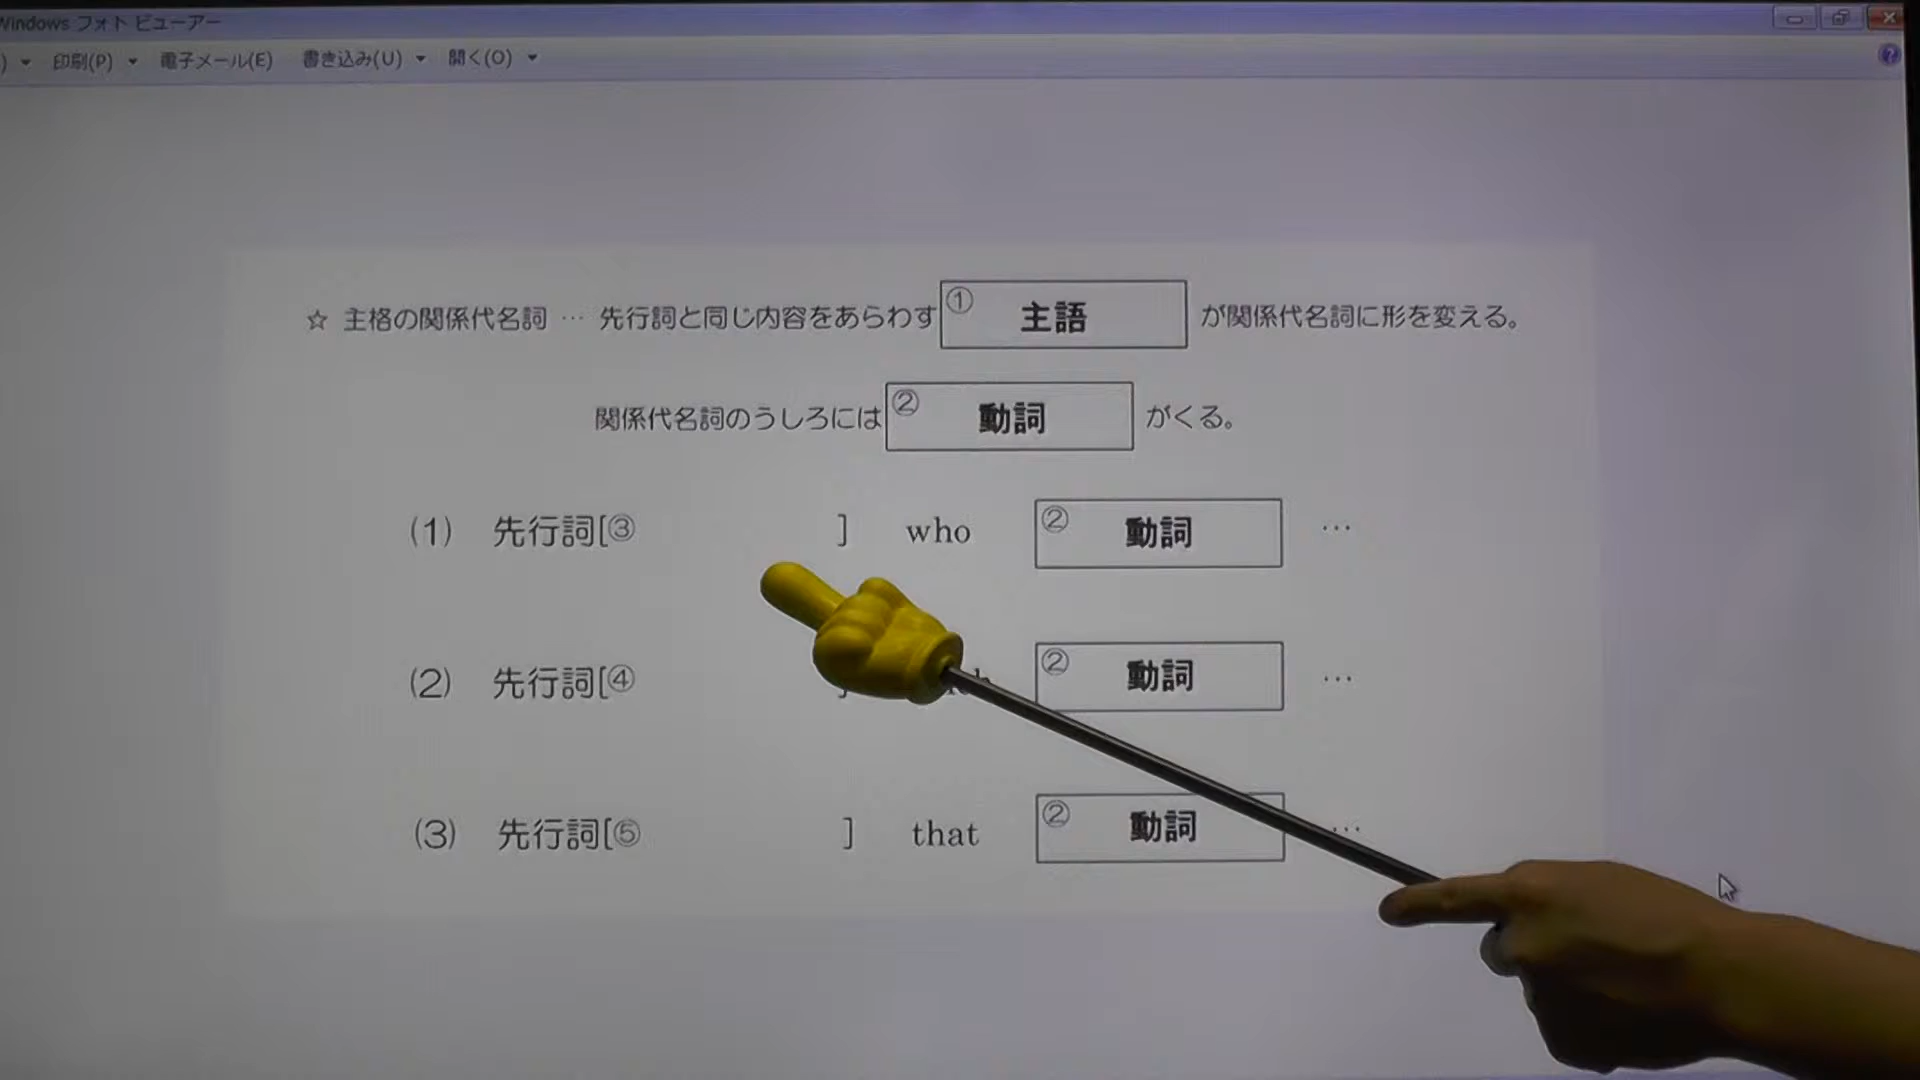 Windows フォト ビューアー
) 印刷(P) 電子メール(E) 書き込み(U) 開く(O)
☆ 主格の関係代名詞 … 先行詞と同じ内容をあらわす ① 主語 が関係代名詞に形を変える。
関係代名詞のうしろには ② 動詞 がくる。
(1) 先行詞[③ ] who ② 動詞 …
(2) 先行詞[④ ] ② 動詞 …
(3) 先行詞[⑤ ] that ② 動詞 …